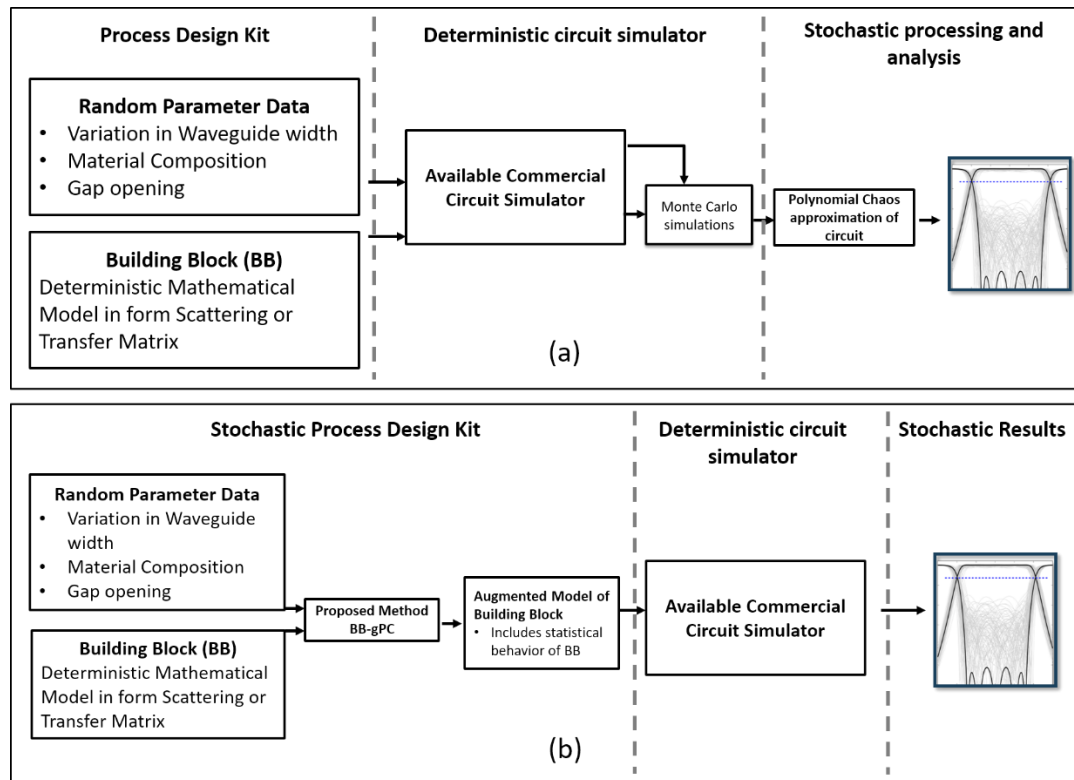 Process Design Kit
Deterministic circuit simulator
Stochastic processing and
analysis
Random Parameter Data
• Variation in Waveguide width
• Material Composition
• Gap opening
Building Block (BB)
Deterministic Mathematical
Model in form Scattering or
Transfer Matrix
Available Commercial
Circuit Simulator
Monte Carlo
simulations
Polynomial Chaos
approximation of
circuit
(a)
Stochastic Process Design Kit
Deterministic circuit
simulator
Stochastic Results
Random Parameter Data
• Variation in Waveguide
width
• Material Composition
• Gap opening
Building Block (BB)
Deterministic Mathematical
Model in form Scattering or
Transfer Matrix
Proposed Method
BB-gPC
Augmented Model of
Building Block
• Includes statistical
behavior of BB
Available Commercial
Circuit Simulator
(b)